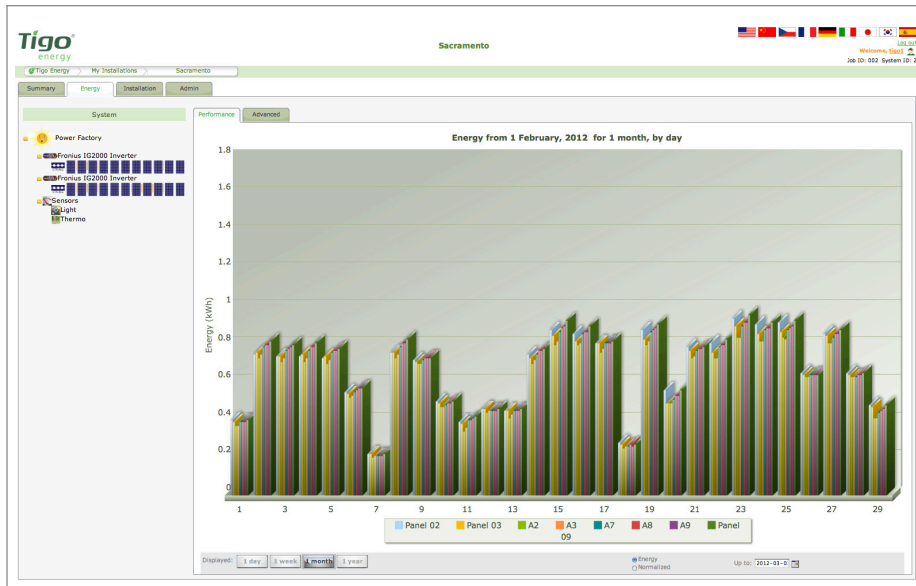 Tigo®
energy
Sacramento
Log out
Welcome, tigo1
Job ID: 002 System ID: 2
Tigo Energy My Installations Sacramento
Summary Energy Installation Admin
System
Performance Advanced
Power Factory
Fronius IG2000 Inverter
Fronius IG2000 Inverter
Sensors
Light
Thermo
Energy from 1 February, 2012 for 1 month, by day
Energy (kWh)
1.8
1.6
1.4
1.2
1
0.8
0.6
0.4
0.2
0
1 3 5 7 9 11 13 15 17 19 21 23 25 27 29
Panel 02 Panel 03 A2 A3 A7 A8 A9 Panel
09
Displayed: 1 day 1 week 1 month 1 year
Energy
Normalized
Up to: 2012-03-0